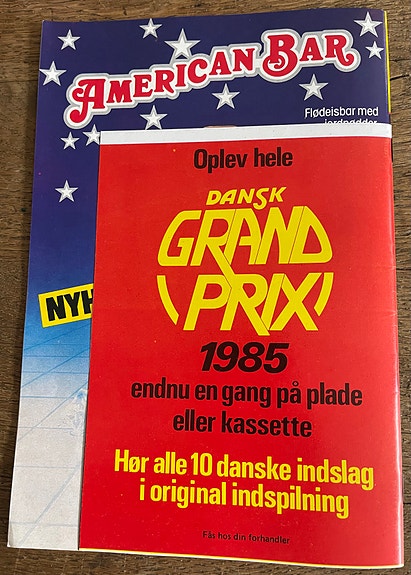 AMERICAN BAR
Flødeisbar med
jordnødder
NYH
Oplev hele
DANSK
GRAND
PRIX
1985
endnu en gang på plade
eller kassette
Hør alle 10 danske indslag
i original indspilning
Fås hos din forhandler